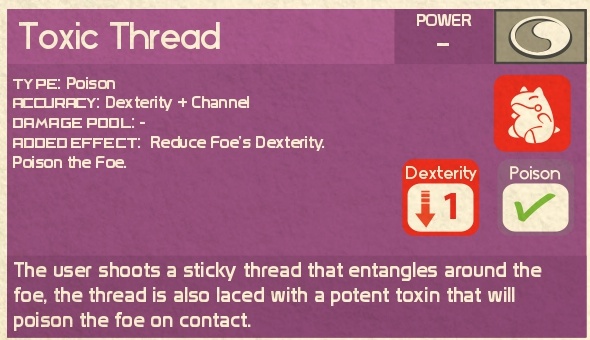 Toxic Thread
POWER
–
TYPE: Poison
ACCURACY: Dexterity + Channel
DAMAGE POOL: -
ADDED EFFECT: Reduce Foe's Dexterity.
Poison the Foe.
Dexterity
1
Poison
The user shoots a sticky thread that entangles around the
foe, the thread is also laced with a potent toxin that will
poison the foe on contact.